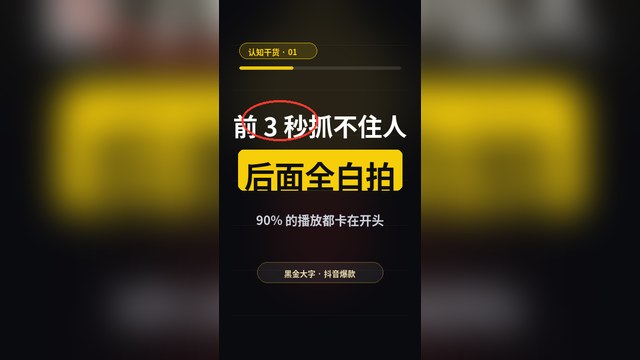 认知干货 · 01
前 3 秒抓不住人
后面全白拍
90% 的播放都卡在开头
黑金大字 · 抖音爆款